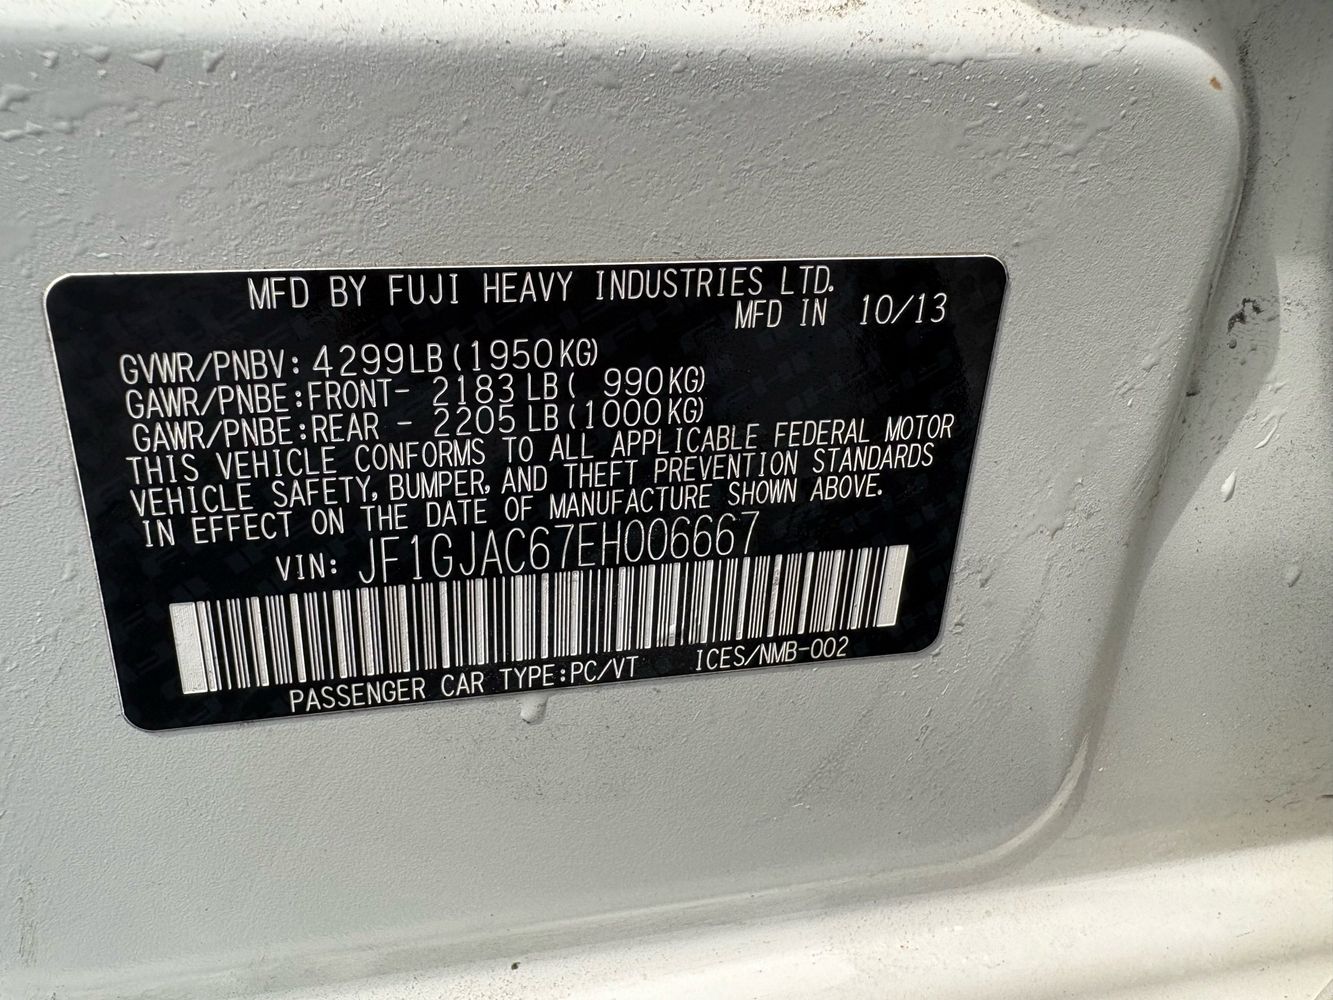 MFD BY FUJI HEAVY INDUSTRIES LTD.
MFD IN 10/13
GVWR/PNBV: 4299LB (1950KG)
GAWR/PNBE:FRONT- 2183 LB ( 990KG)
GAWR/PNBE:REAR - 2205 LB (1000KG)
THIS VEHICLE CONFORMS TO ALL APPLICABLE FEDERAL MOTOR
VEHICLE SAFETY, BUMPER, AND THEFT PREVENTION STANDARDS
IN EFFECT ON THE DATE OF MANUFACTURE SHOWN ABOVE.
VIN: JF1GJAC67EH006667
PASSENGER CAR TYPE:PC/VT ICES/NMB-002